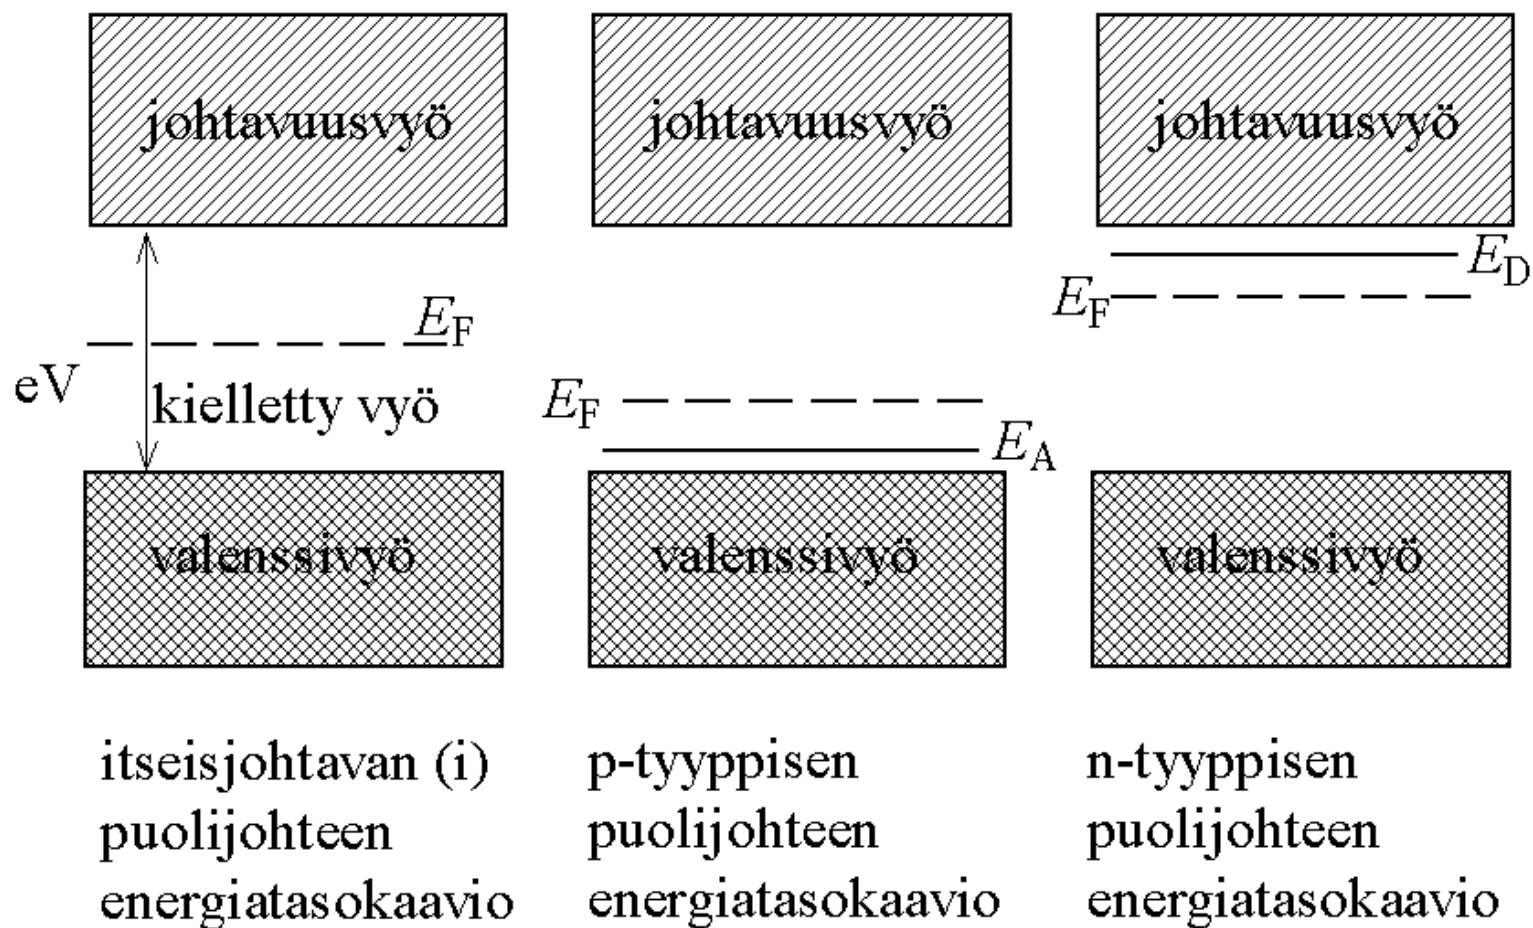 johtavuusvyö
johtavuusvyö
johtavuusvyö
E_D
E_F
E_F
eV
kielletty vyö
E_F
E_A
valenssivyö
valenssivyö
valenssivyö
itseisjohtavan (i)
puolijohteen
energiatasokaavio
p-tyyppisen
puolijohteen
energiatasokaavio
n-tyyppisen
puolijohteen
energiatasokaavio